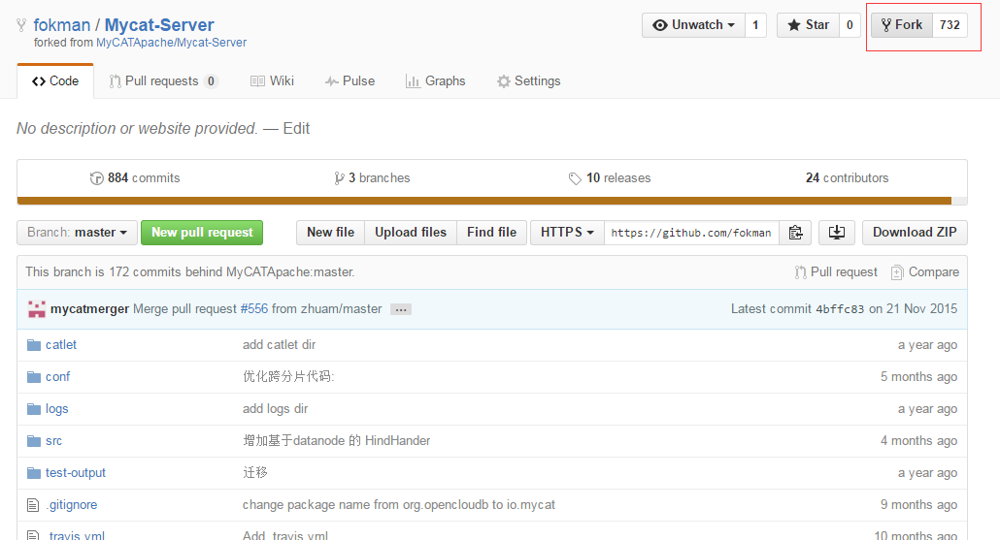 fokman / Mycat-Server Unwatch 1 Star 0 Fork 732
forked from MyCATApache/Mycat-Server
Code Pull requests 0 Wiki Pulse Graphs Settings
No description or website provided. — Edit
884 commits 3 branches 10 releases 24 contributors
Branch: master New pull request New file Upload files Find file HTTPS https://github.com/fokman Download ZIP
This branch is 172 commits behind MyCATApache:master. Pull request Compare
mycatmerger Merge pull request #556 from zhuam/master ... Latest commit 4bffc83 on 21 Nov 2015
catlet add catlet dir a year ago
conf 优化跨分片代码: 5 months ago
logs add logs dir a year ago
src 增加基于datanode 的 HindHander 4 months ago
test-output 迁移 a year ago
.gitignore change package name from org.opencloudb to io.mycat 9 months ago
.travis.yml Add .travis.yml 10 months ago